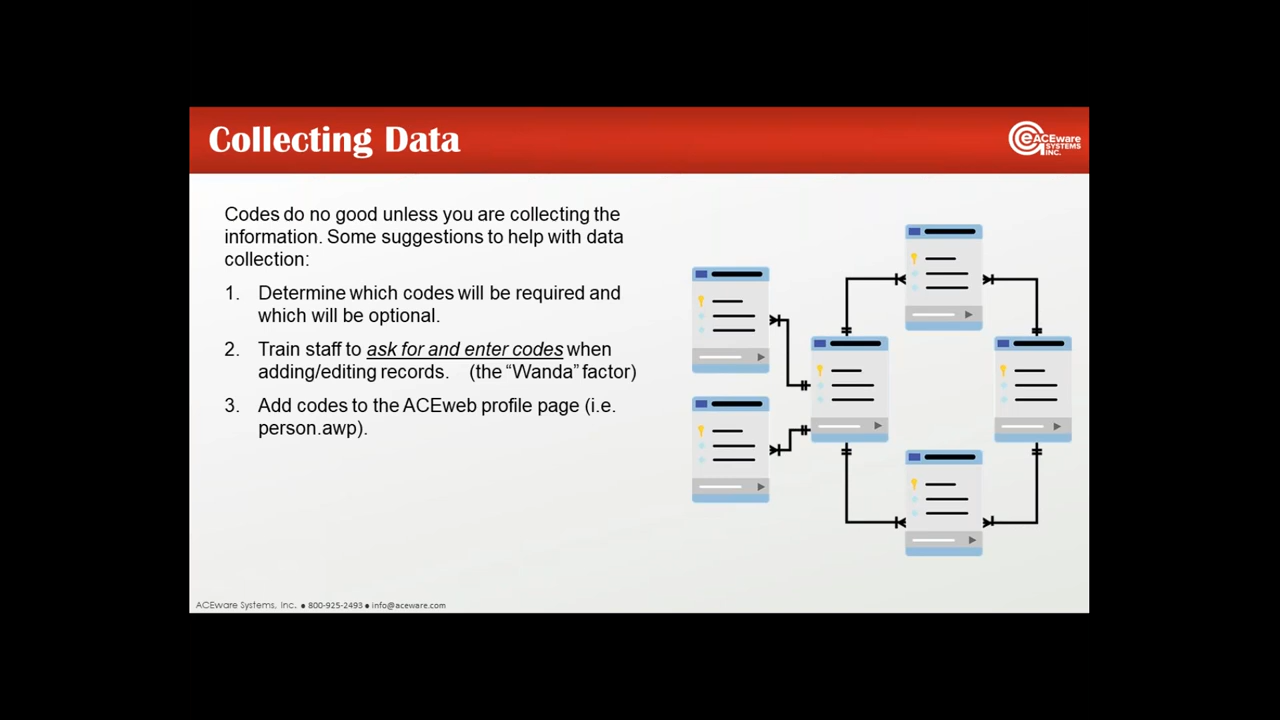 Collecting Data
eACEware
SYSTEMS
INC.
Codes do no good unless you are collecting the
information. Some suggestions to help with data
collection:
1. Determine which codes will be required and
which will be optional.
2. Train staff to ask for and enter codes when
adding/editing records. (the “Wanda” factor)
3. Add codes to the ACEweb profile page (i.e.
person.awp).
ACEware Systems, Inc. ● 800-925-2493 ● info@aceware.com